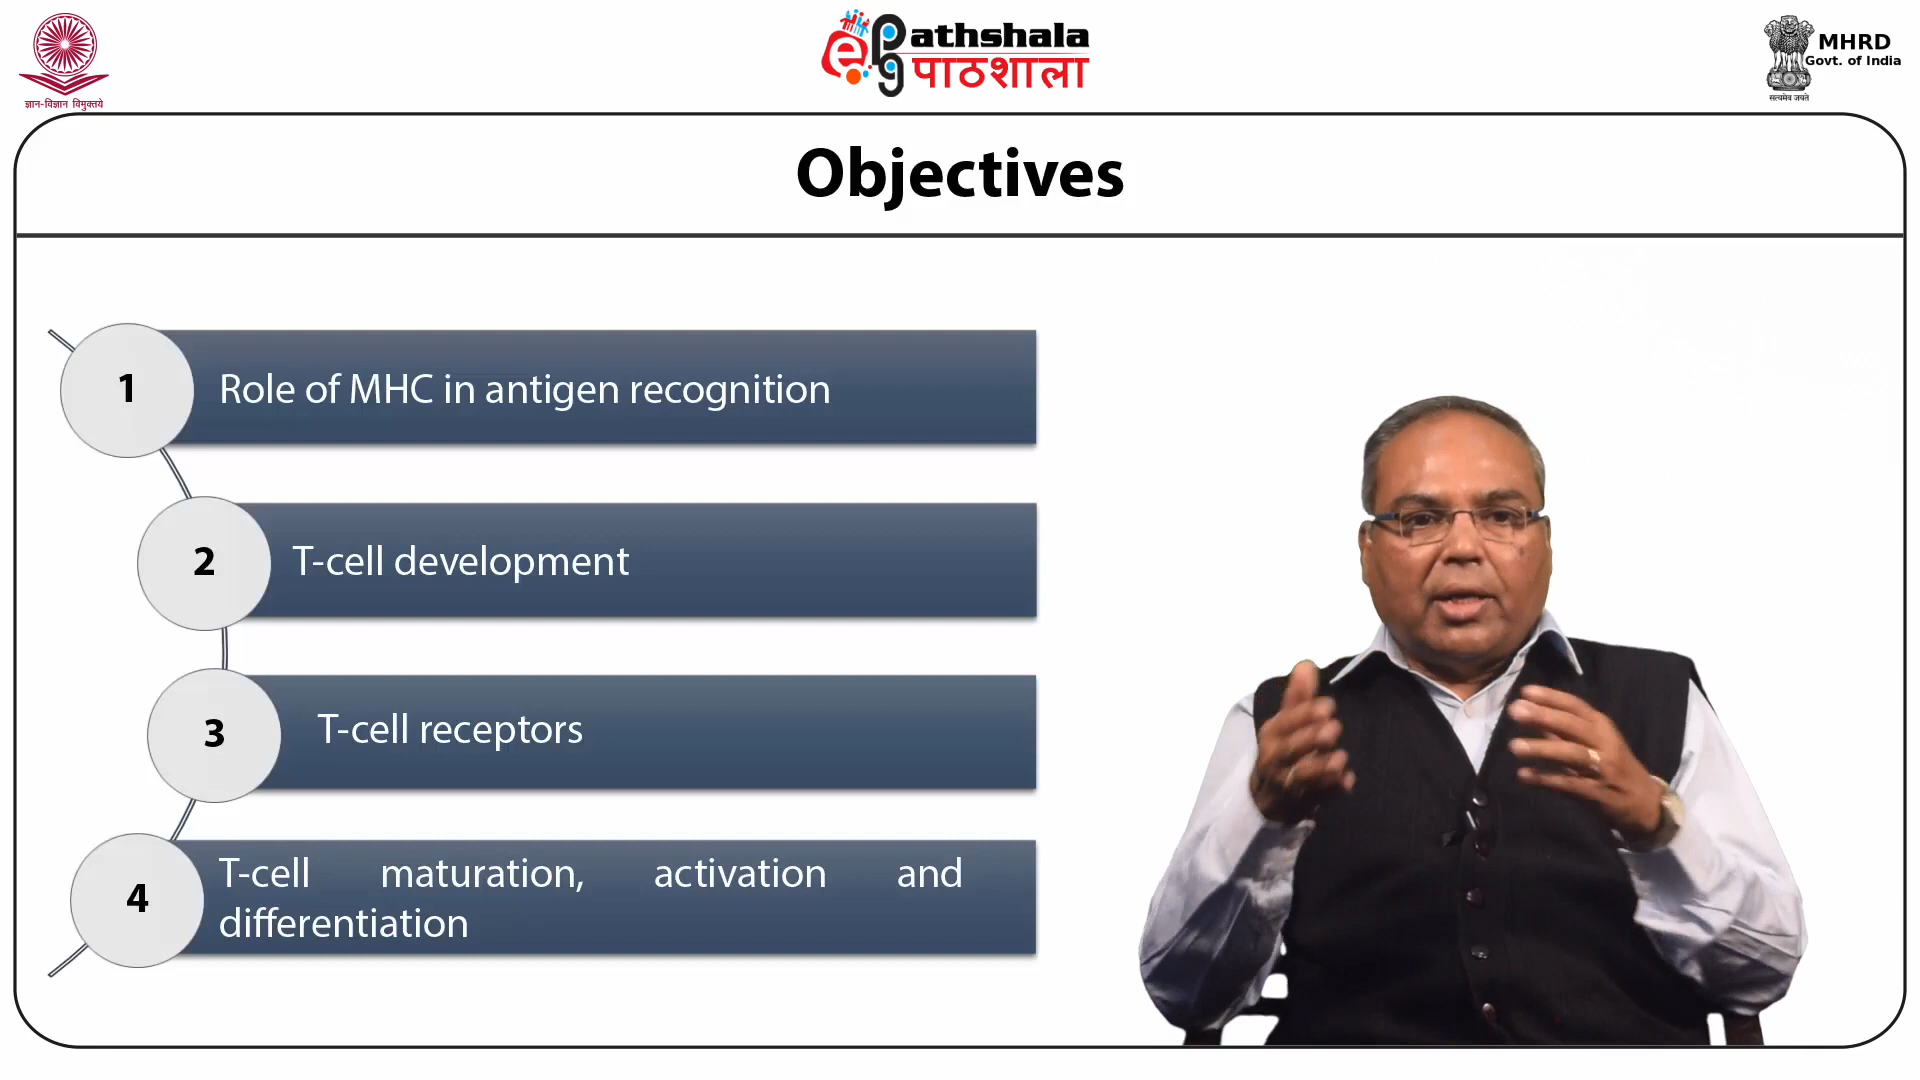 ज्ञान-विज्ञान विमुक्तये
ePathshala
पाठशाला
MHRD
Govt. of India
सत्यमेव जयते
Objectives
1 Role of MHC in antigen recognition
2 T-cell development
3 T-cell receptors
4 T-cell maturation, activation and
differentiation